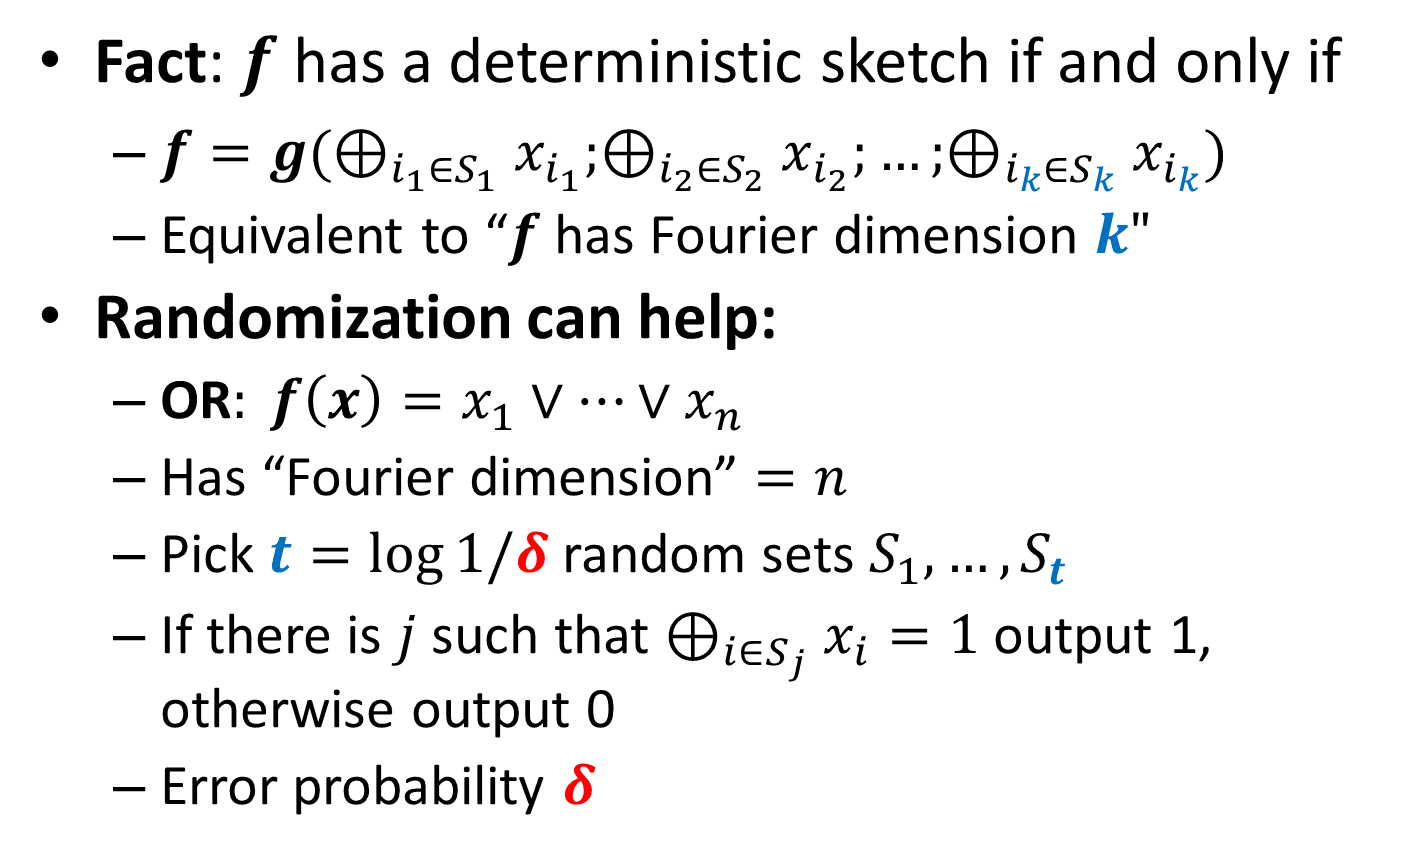 • Fact: f has a deterministic sketch if and only if
– f = g(⊕_{i_1∈S_1} x_{i_1};⊕_{i_2∈S_2} x_{i_2}; … ;⊕_{i_k∈S_k} x_{i_k})
– Equivalent to “f has Fourier dimension k"
• Randomization can help:
– OR: f(x) = x_1 ∨ ⋯ ∨ x_n
– Has “Fourier dimension” = n
– Pick t = log 1/δ random sets S_1, … , S_t
– If there is j such that ⊕_{i∈S_j} x_i = 1 output 1,
otherwise output 0
– Error probability δ